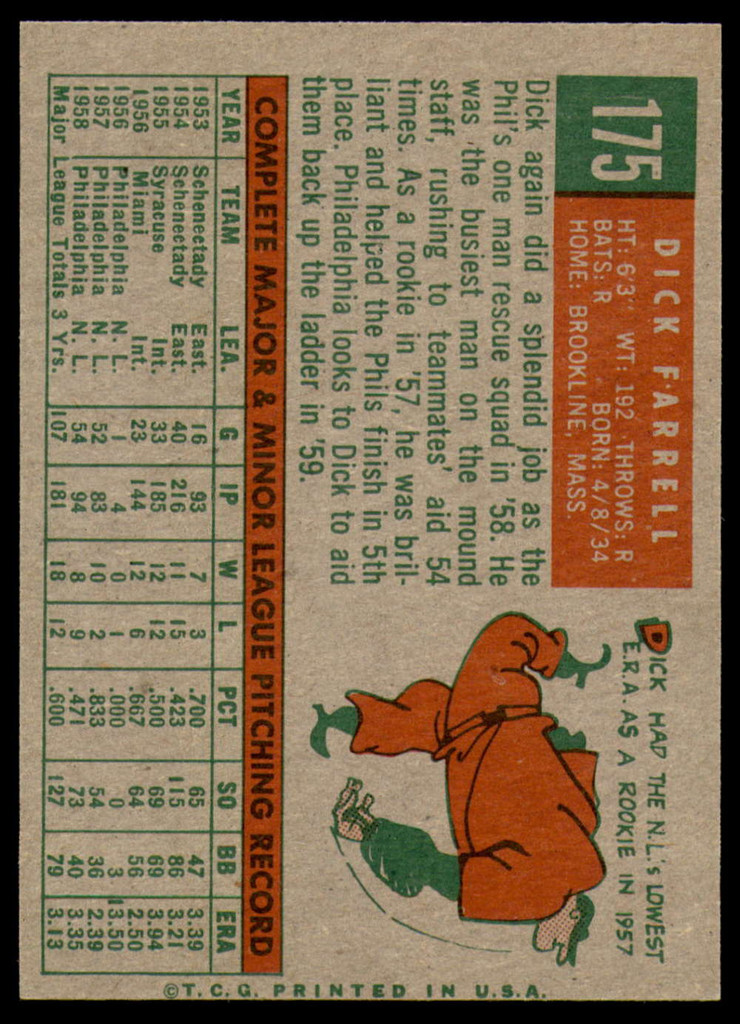 175
DICK FARRELL
HT: 6'3" WT: 192 THROWS: R
BATS: R BORN: 4/8/34
HOME: BROOKLINE, MASS.
Dick again did a splendid job as the
Phil's one man rescue squad in '58. He
was the busiest man on the mound
staff, rushing to teammates' aid 54
times. As a rookie in '57, he was bril-
liant and helped the Phils finish in 5th
place. Philadelphia looks to Dick to aid
them back up the ladder in '59.
DICK HAD THE N.L.'S LOWEST
E.R.A. AS A ROOKIE IN 1957
COMPLETE MAJOR & MINOR LEAGUE PITCHING RECORD
YEAR TEAM LEA. G IP W L PCT SO BB ERA
1953 Schenectady East. 16 93 7 3 .700 65 47 3.39
1954 Schenectady East. 40 216 11 15 .423 115 86 3.21
1955 Syracuse Int. 33 185 12 12 .500 69 69 3.94
1956 Miami Int. 23 144 12 6 .667 64 56 2.50
1956 Philadelphia N. L. 1 4 0 1 .000 0 3 13.50
1957 Philadelphia N. L. 52 83 10 2 .833 54 36 2.39
1958 Philadelphia N. L. 54 94 8 9 .471 73 40 3.35
Major League Totals 3 Yrs. 107 181 18 12 .600 127 79 3.13
© T.C.G. PRINTED IN U.S.A.